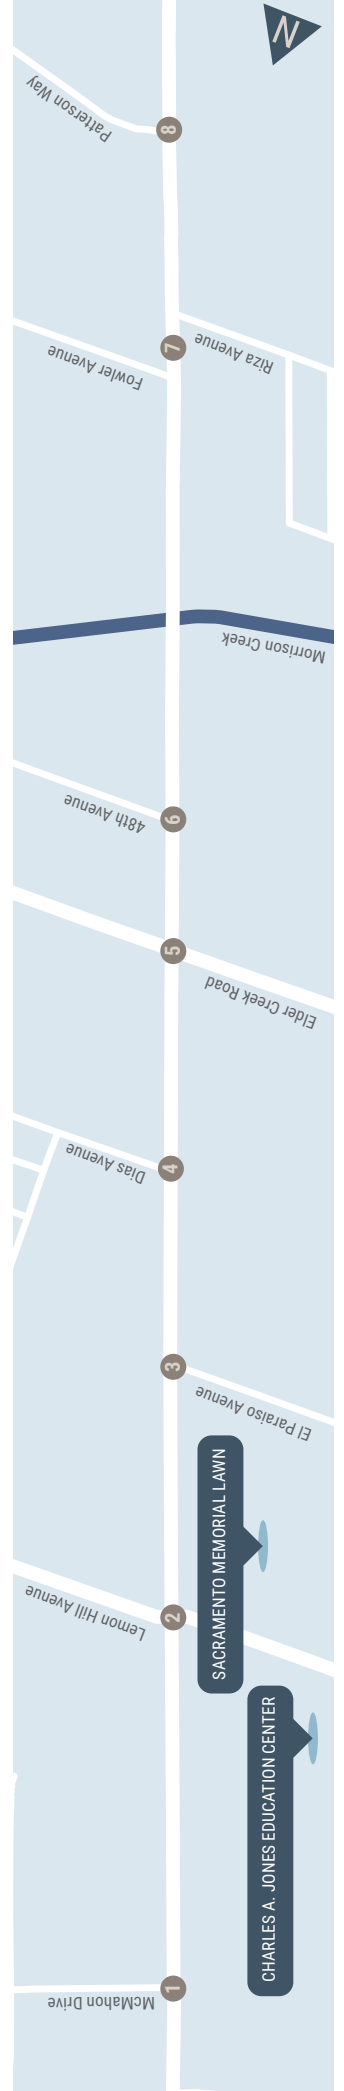 N
Patterson Way
8
Riza Avenue
7
Fowler Avenue
Morrison Creek
48th Avenue
6
5
Elder Creek Road
Dias Avenue
4
3
El Paraiso Avenue
SACRAMENTO MEMORIAL LAWN
Lemon Hill Avenue
2
CHARLES A. JONES EDUCATION CENTER
1
McMahon Drive